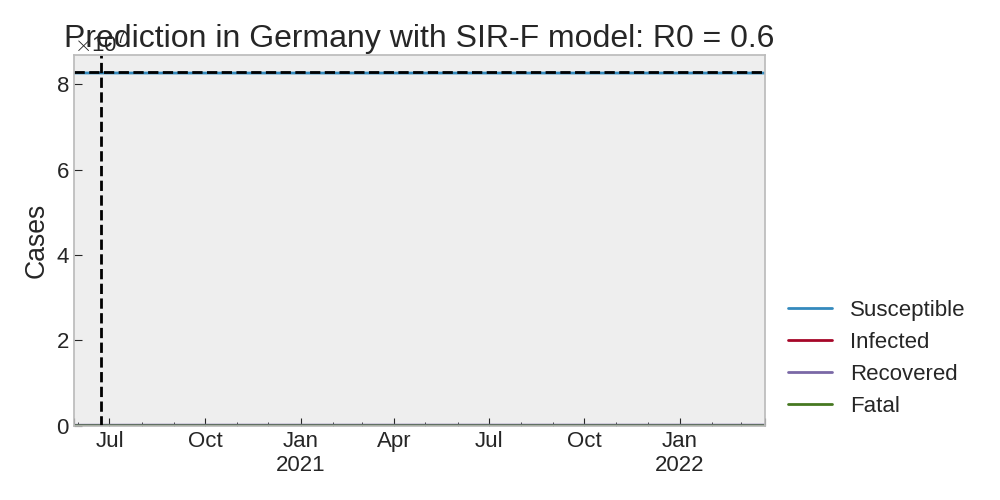 Prediction in Germany with SIR-F model: R0 = 0.6
×10⁷
Cases
8
6
4
2
0
Jul Oct Jan Apr Jul Oct Jan
2021 2022
Susceptible
Infected
Recovered
Fatal